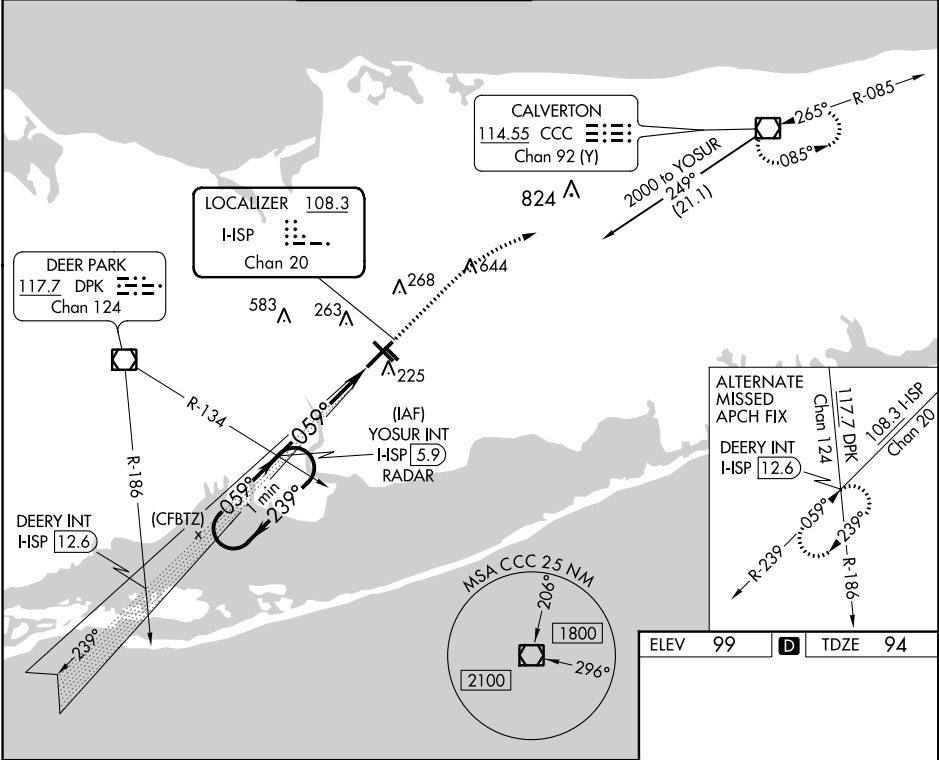 CALVERTON
114.55 CCC
Chan 92 (Y)
265°
R-085
085°
2000 to YOSUR
249°
(21.1)
824
LOCALIZER 108.3
I-ISP
Chan 20
DEER PARK
117.7 DPK
Chan 124
583
263
268
644
225
R-134
R-186
059°
(IAF)
YOSUR INT
I-ISP 5.9
RADAR
059°
1 min
239°
(CFBTZ)
x
DEERY INT
I-ISP 12.6
239°
MSA CCC 25 NM
206°
1800
296°
2100
ALTERNATE
MISSED
APCH FIX
117.7 DPK
Chan 124
108.3 I-ISP
Chan 20
DEERY INT
I-ISP 12.6
059°
239°
R-239
R-186
ELEV 99 D TDZE 94